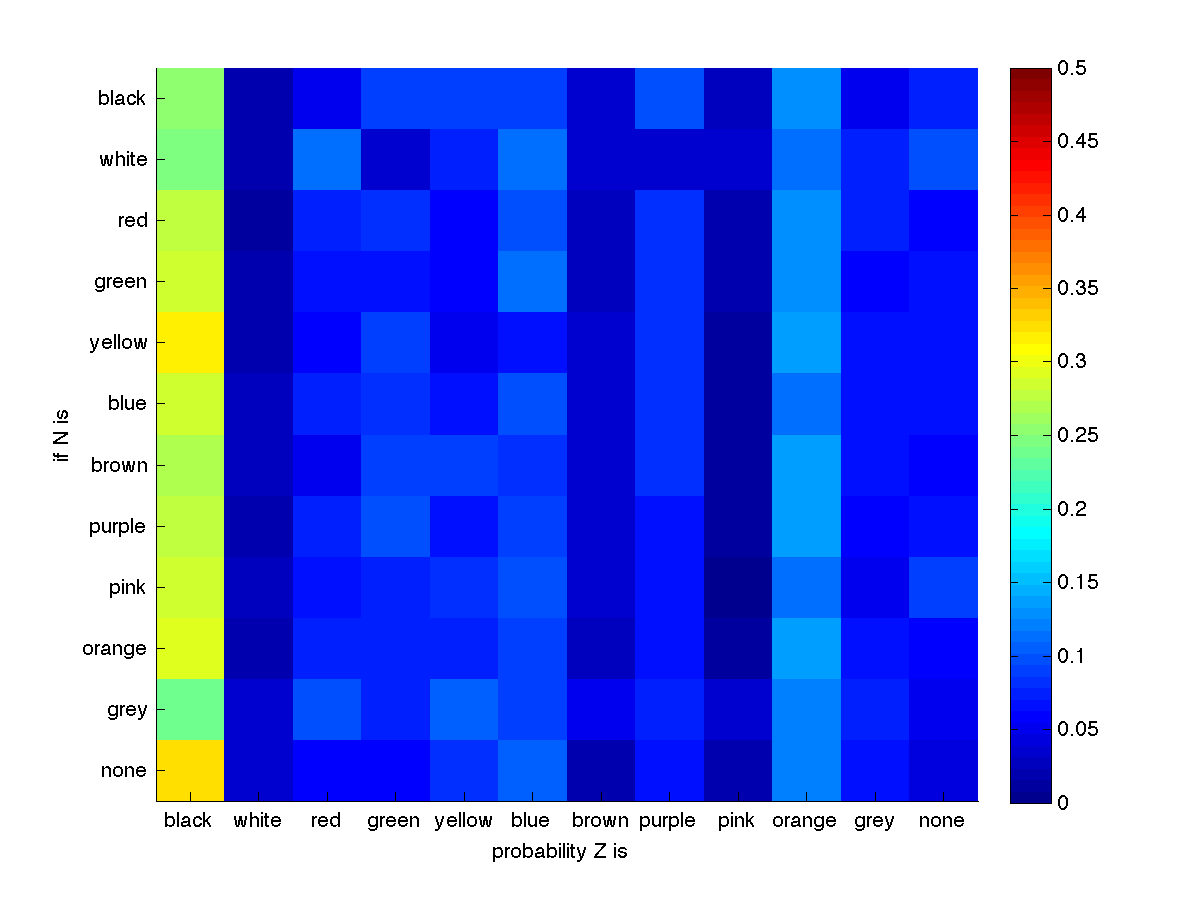 black
white
red
green
yellow
blue
brown
purple
pink
orange
grey
none
if N is
black white red green yellow blue brown purple pink orange grey none
probability Z is
0.5
0.45
0.4
0.35
0.3
0.25
0.2
0.15
0.1
0.05
0